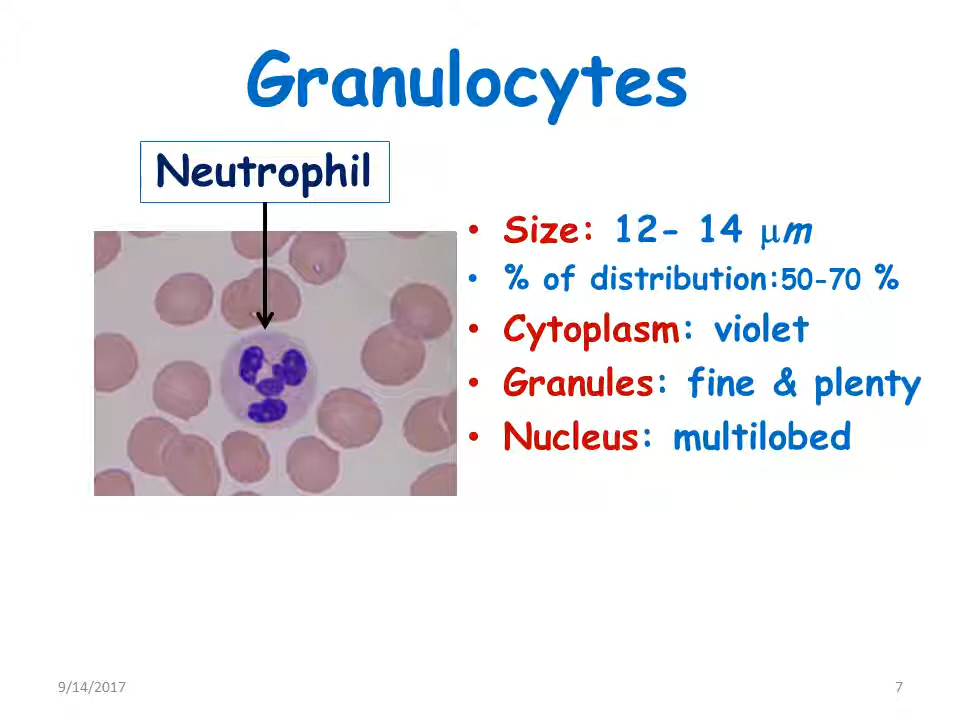 Granulocytes
Neutrophil
• Size: 12- 14 μm
• % of distribution:50-70 %
• Cytoplasm: violet
• Granules: fine & plenty
• Nucleus: multilobed
9/14/2017
7